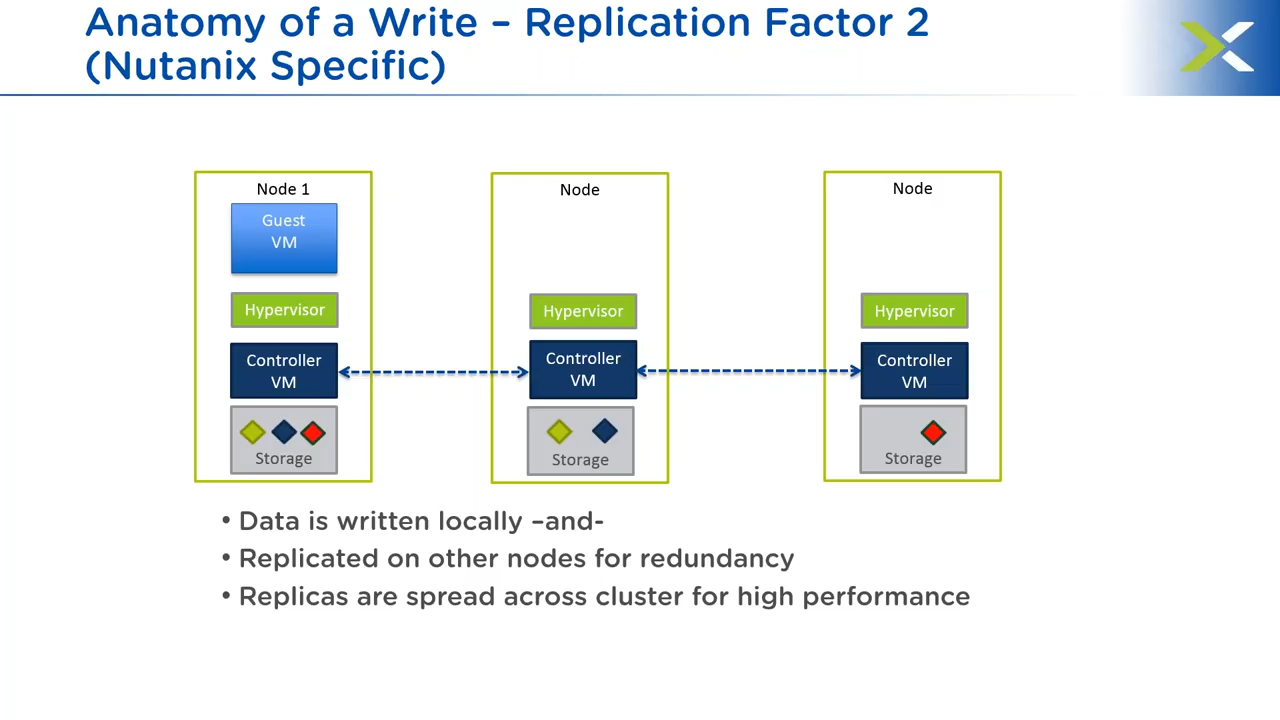 Anatomy of a Write – Replication Factor 2
(Nutanix Specific)
Node 1
Guest
VM
Hypervisor
Controller
VM
Storage
Node
Hypervisor
Controller
VM
Storage
Node
Hypervisor
Controller
VM
Storage
• Data is written locally –and-
• Replicated on other nodes for redundancy
• Replicas are spread across cluster for high performance